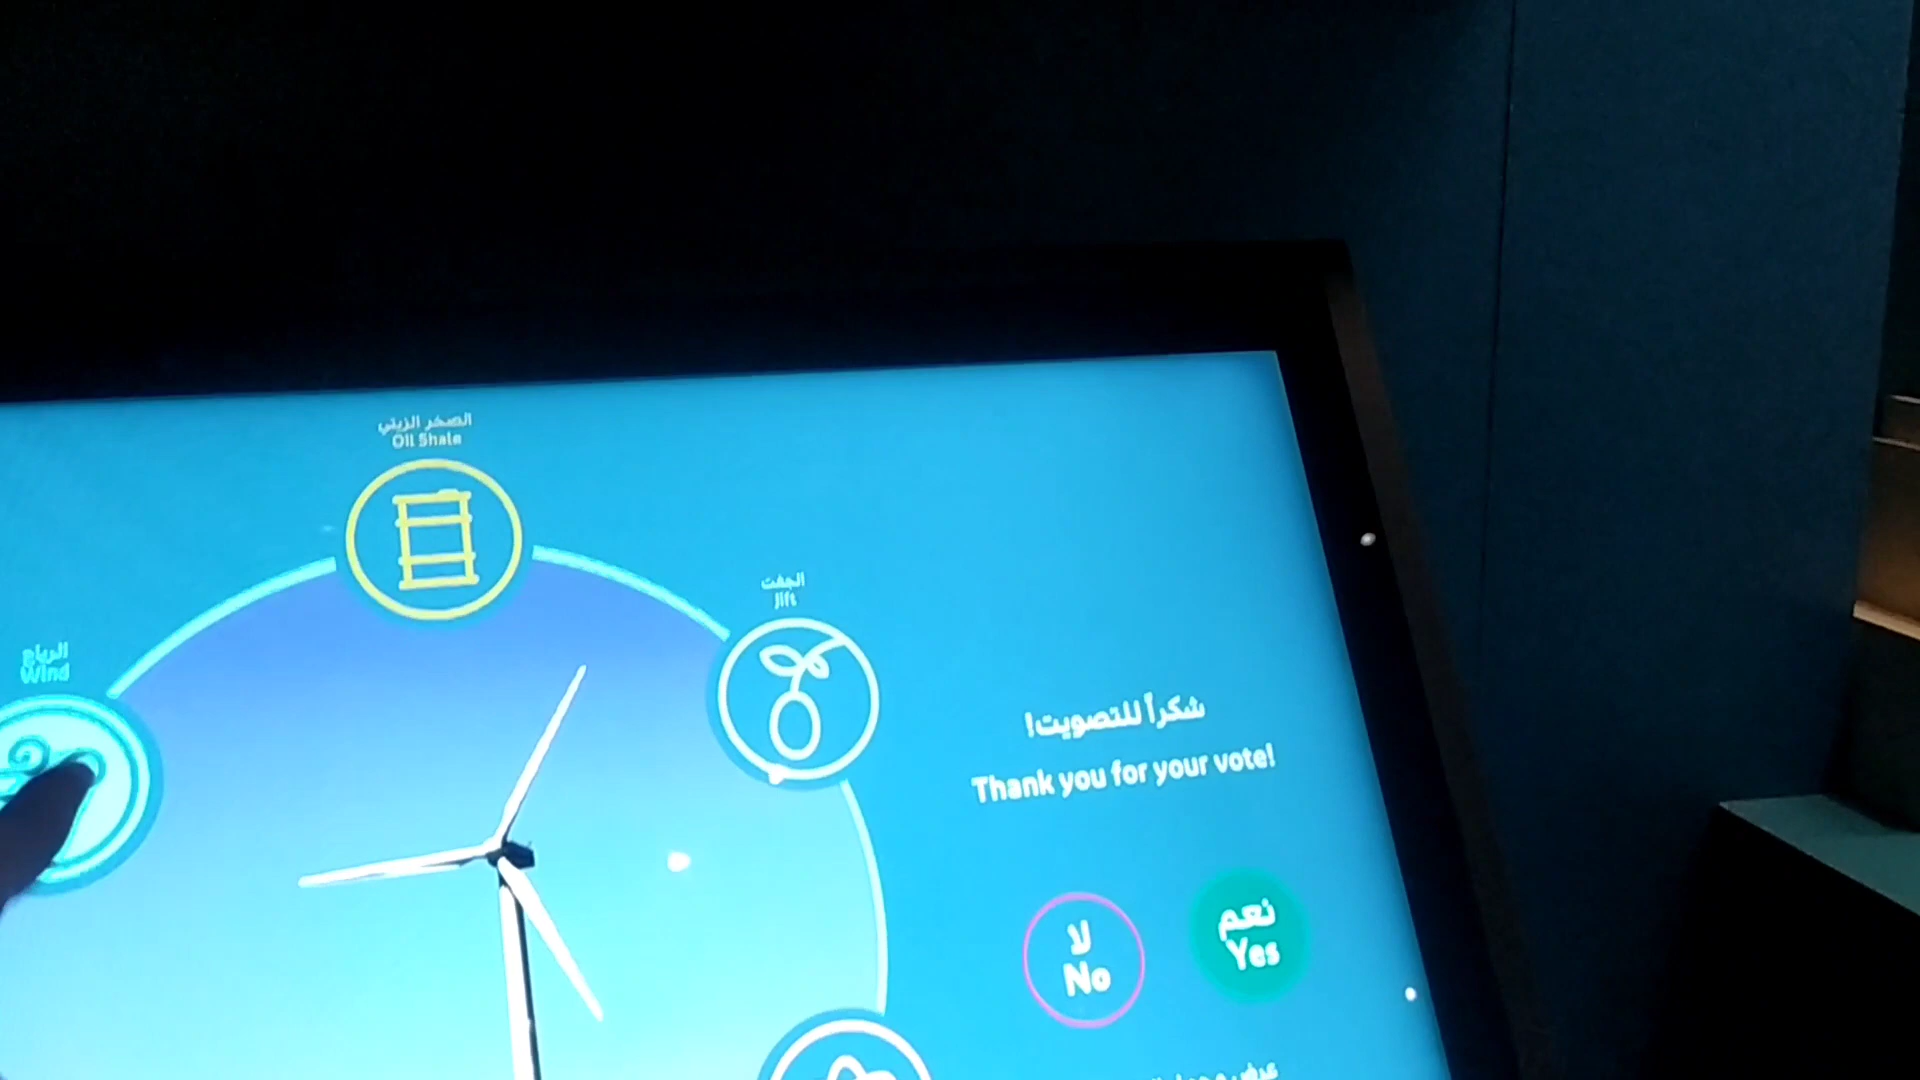 الصخر الزيتي
Oil Shale
الجفت
Jift
الرياح
Wind
شكراً للتصويت!
Thank you for your vote!
لا
No
نعم
Yes
عرض